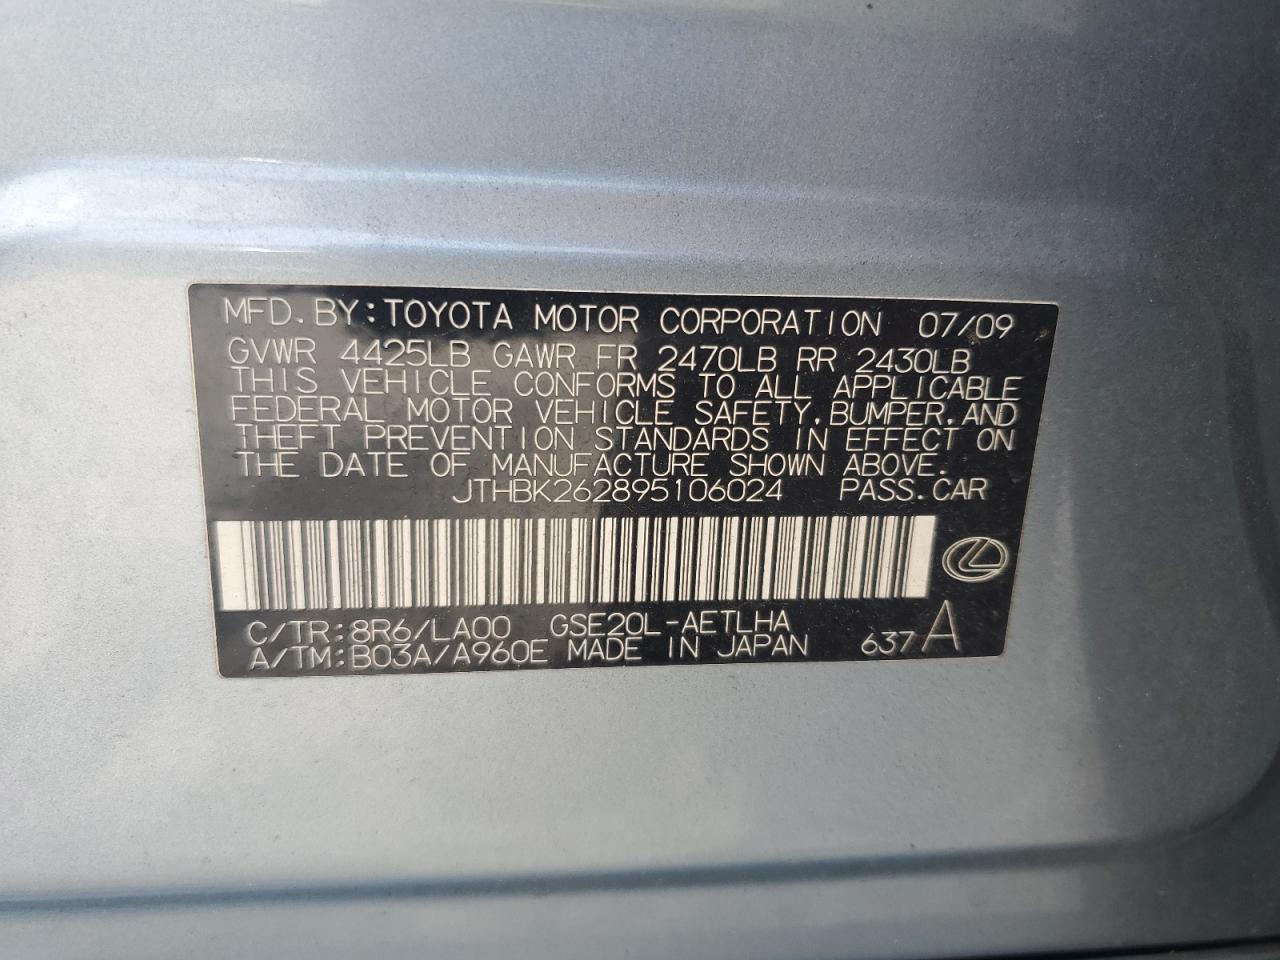 MFD. BY: TOYOTA MOTOR CORPORATION 07/09
GVWR 4425LB GAWR FR 2470LB RR 2430LB
THIS VEHICLE CONFORMS TO ALL APPLICABLE
FEDERAL MOTOR VEHICLE SAFETY, BUMPER, AND
THEFT PREVENTION STANDARDS IN EFFECT ON
THE DATE OF MANUFACTURE SHOWN ABOVE.
JTHBK262895106024 PASS. CAR
C/TR: 8R6/LA00 GSE20L-AETLHA
A/TM: B03A/A960E MADE IN JAPAN 637 A